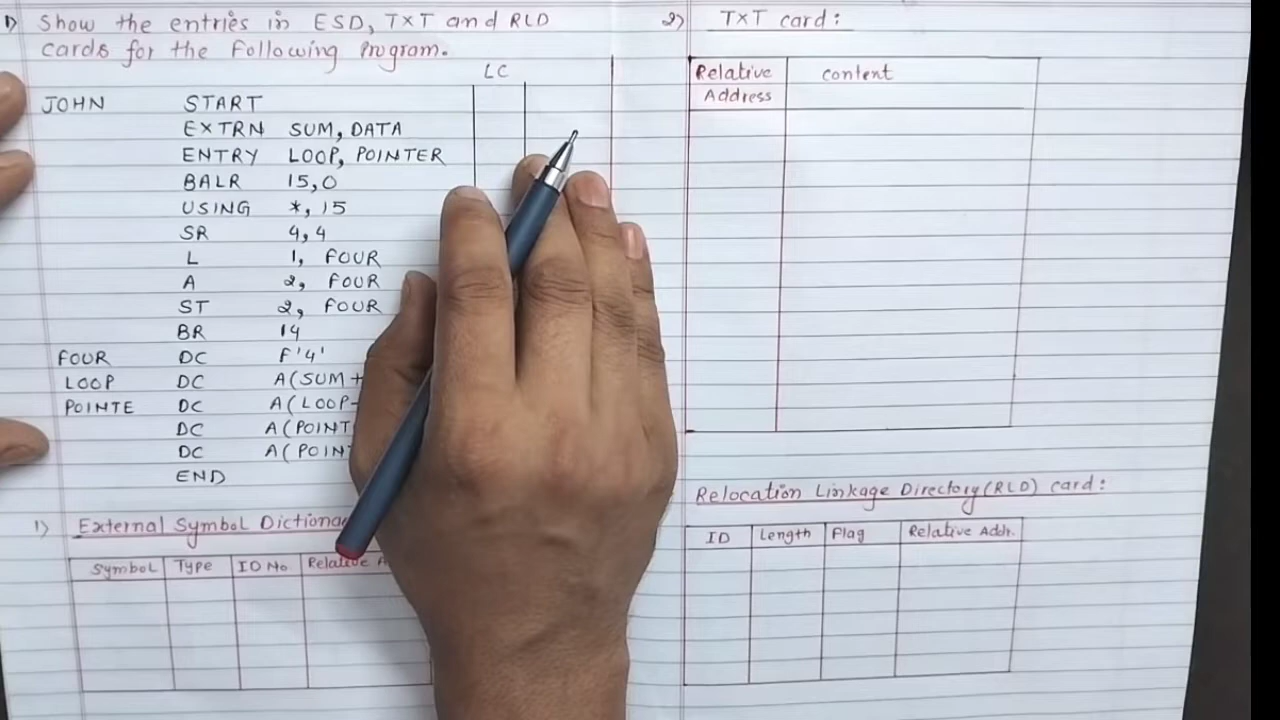 1) Show the entries in ESD, TXT and RLD
cards for the Following Program.
LC
JOHN START
EXTRN SUM, DATA
ENTRY LOOP, POINTER
BALR 15,0
USING *, 15
SR 4,4
L 1, FOUR
A 2, FOUR
ST 2, FOUR
BR 14
FOUR DC F'4'
LOOP DC A(SUM+
POINTE DC A(LOOP-
DC A(POINT
DC A(POIN
END
1) External Symbol Dictiona
Symbol Type ID No. Relative A
2) TXT card:
Relative Address content
Relocation Linkage Directory(RLD) card:
ID Length Flag Relative Addr.